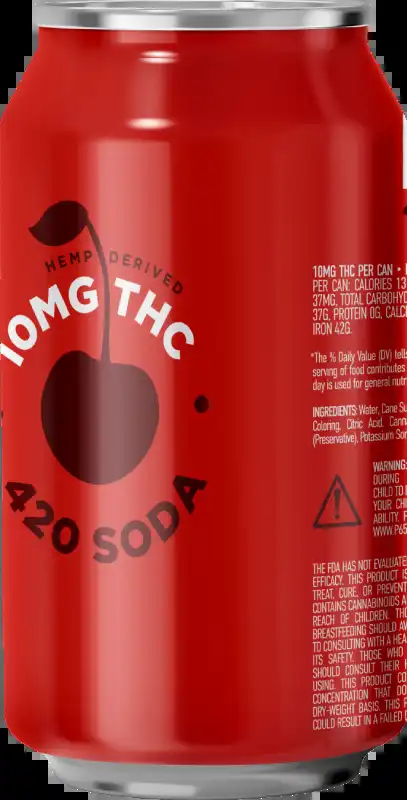 HEMP DERIVED
10MG THC
420 SODA
10MG THC PER CAN •
PER CAN: CALORIES 13
37MG, TOTAL CARBOHYD
37G, PROTEIN 0G, CALCI
IRON 42G.
*The % Daily Value (DV) tells
serving of food contributes
day is used for general nutr
INGREDIENTS: Water, Cane Su
Coloring, Citric Acid, Cann
(Preservative), Potassium Sor
WARNING:
DURING
CHILD TO
YOUR CHI
ABILITY. F
WWW.P65
THE FDA HAS NOT EVALUATE
EFFICACY. THIS PRODUCT IS
TREAT, CURE, OR PREVENT
CONTAINS CANNABINOIDS A
REACH OF CHILDREN. THO
BREASTFEEDING SHOULD AV
TO CONSULTING WITH A HEA
ITS SAFETY. THOSE WHO
SHOULD CONSULT THEIR
USING. THIS PRODUCT CO
CONCENTRATION THAT DO
DRY-WEIGHT BASIS. THIS P
COULD RESULT IN A FAILED